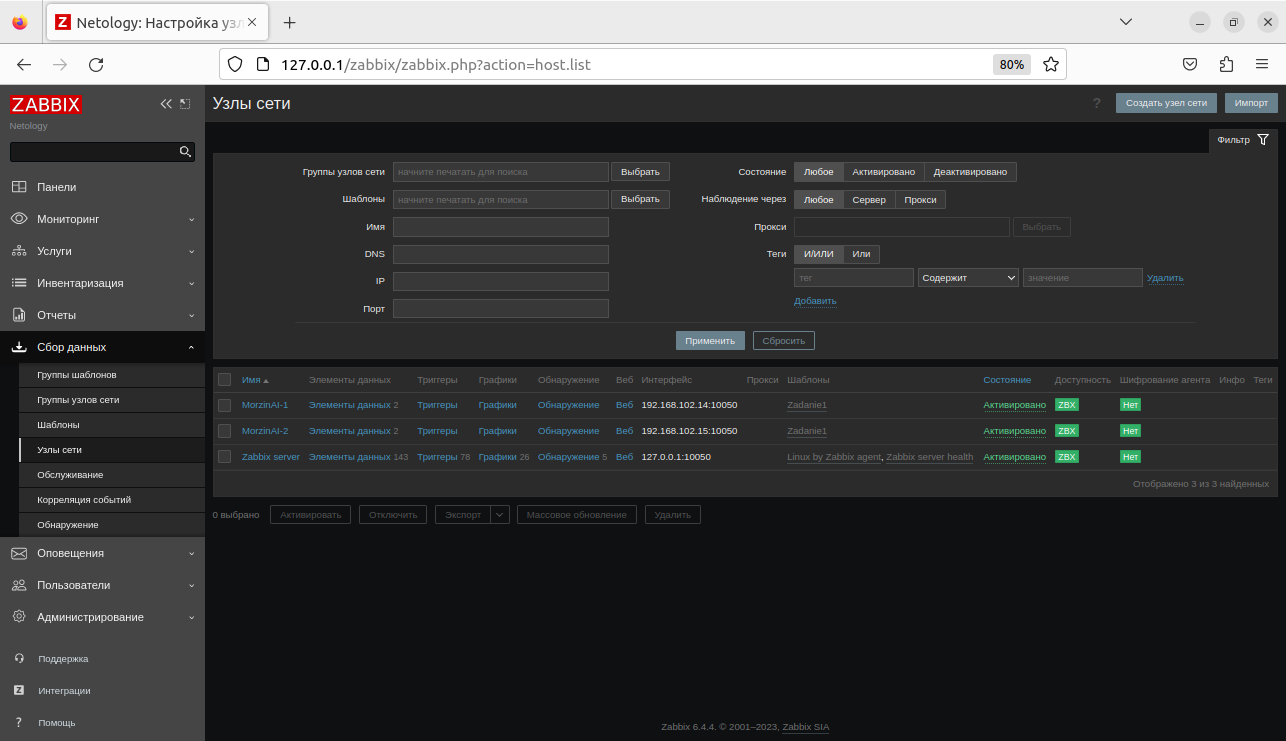 Netology: Настройка узл
127.0.0.1/zabbix/zabbix.php?action=host.list
80%
ZABBIX
Netology
Панели
Мониторинг
Услуги
Инвентаризация
Отчеты
Сбор данных
Группы шаблонов
Группы узлов сети
Шаблоны
Узлы сети
Обслуживание
Корреляция событий
Обнаружение
Оповещения
Пользователи
Администрирование
Поддержка
Z Интеграции
? Помощь
Узлы сети
? Создать узел сети Импорт
Фильтр
Группы узлов сети начните печатать для поиска Выбрать
Шаблоны начните печатать для поиска Выбрать
Имя
DNS
IP
Порт
Состояние Любое Активировано Деактивировано
Наблюдение через Любое Сервер Прокси
Прокси Выбрать
Теги И/ИЛИ Или
тег Содержит значение Удалить
Добавить
Применить Сбросить
Имя Элементы данных Триггеры Графики Обнаружение Веб Интерфейс Прокси Шаблоны Состояние Доступность Шифрование агента Инфо Теги
MorzinAI-1 Элементы данных 2 Триггеры Графики Обнаружение Веб 192.168.102.14:10050 Zadanie1 Активировано ZBX Нет
MorzinAI-2 Элементы данных 2 Триггеры Графики Обнаружение Веб 192.168.102.15:10050 Zadanie1 Активировано ZBX Нет
Zabbix server Элементы данных 143 Триггеры 78 Графики 26 Обнаружение 5 Веб 127.0.0.1:10050 Linux by Zabbix agent, Zabbix server health Активировано ZBX Нет
Отображено 3 из 3 найденных
0 выбрано Активировать Отключить Экспорт Массовое обновление Удалить
Zabbix 6.4.4. © 2001–2023, Zabbix SIA